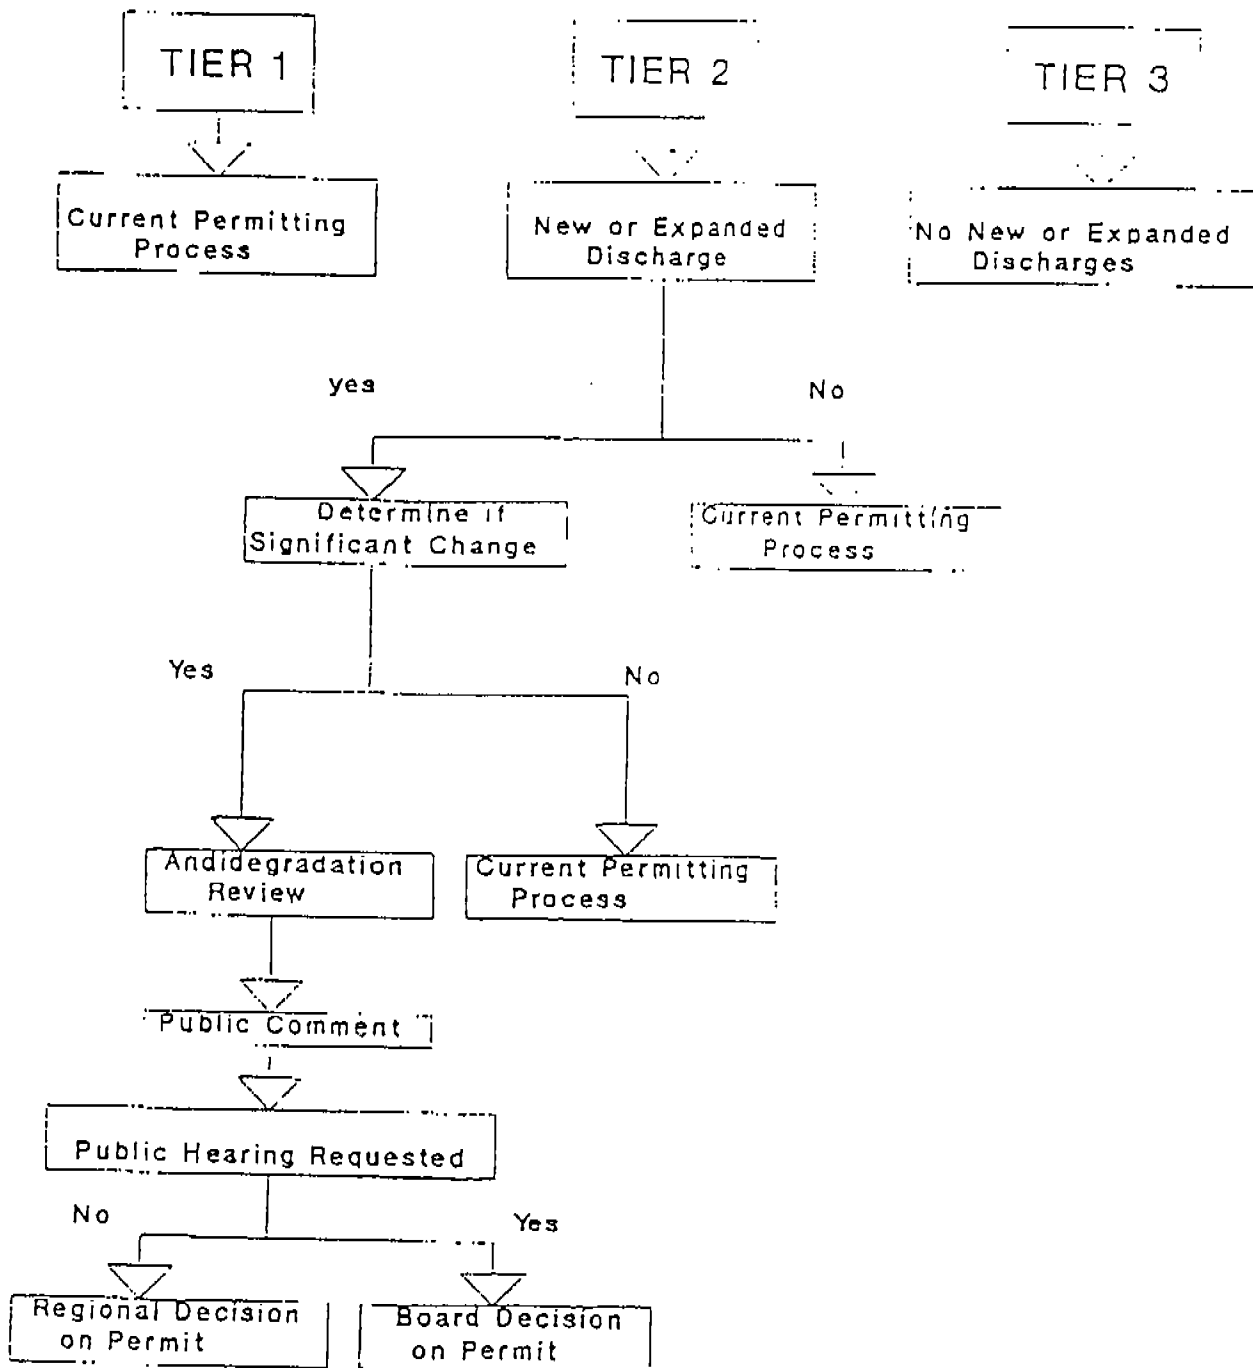 TIER 1
TIER 2
TIER 3
Current Permitting
Process
New or Expanded
Discharge
No New or Expanded
Discharges
yes
No
Determine if
Significant Change
Current Permitting
Process
Yes
No
Andidegradation
Review
Current Permitting
Process
Public Comment
Public Hearing Requested
No
Yes
Regional Decision
on Permit
Board Decision
on Permit